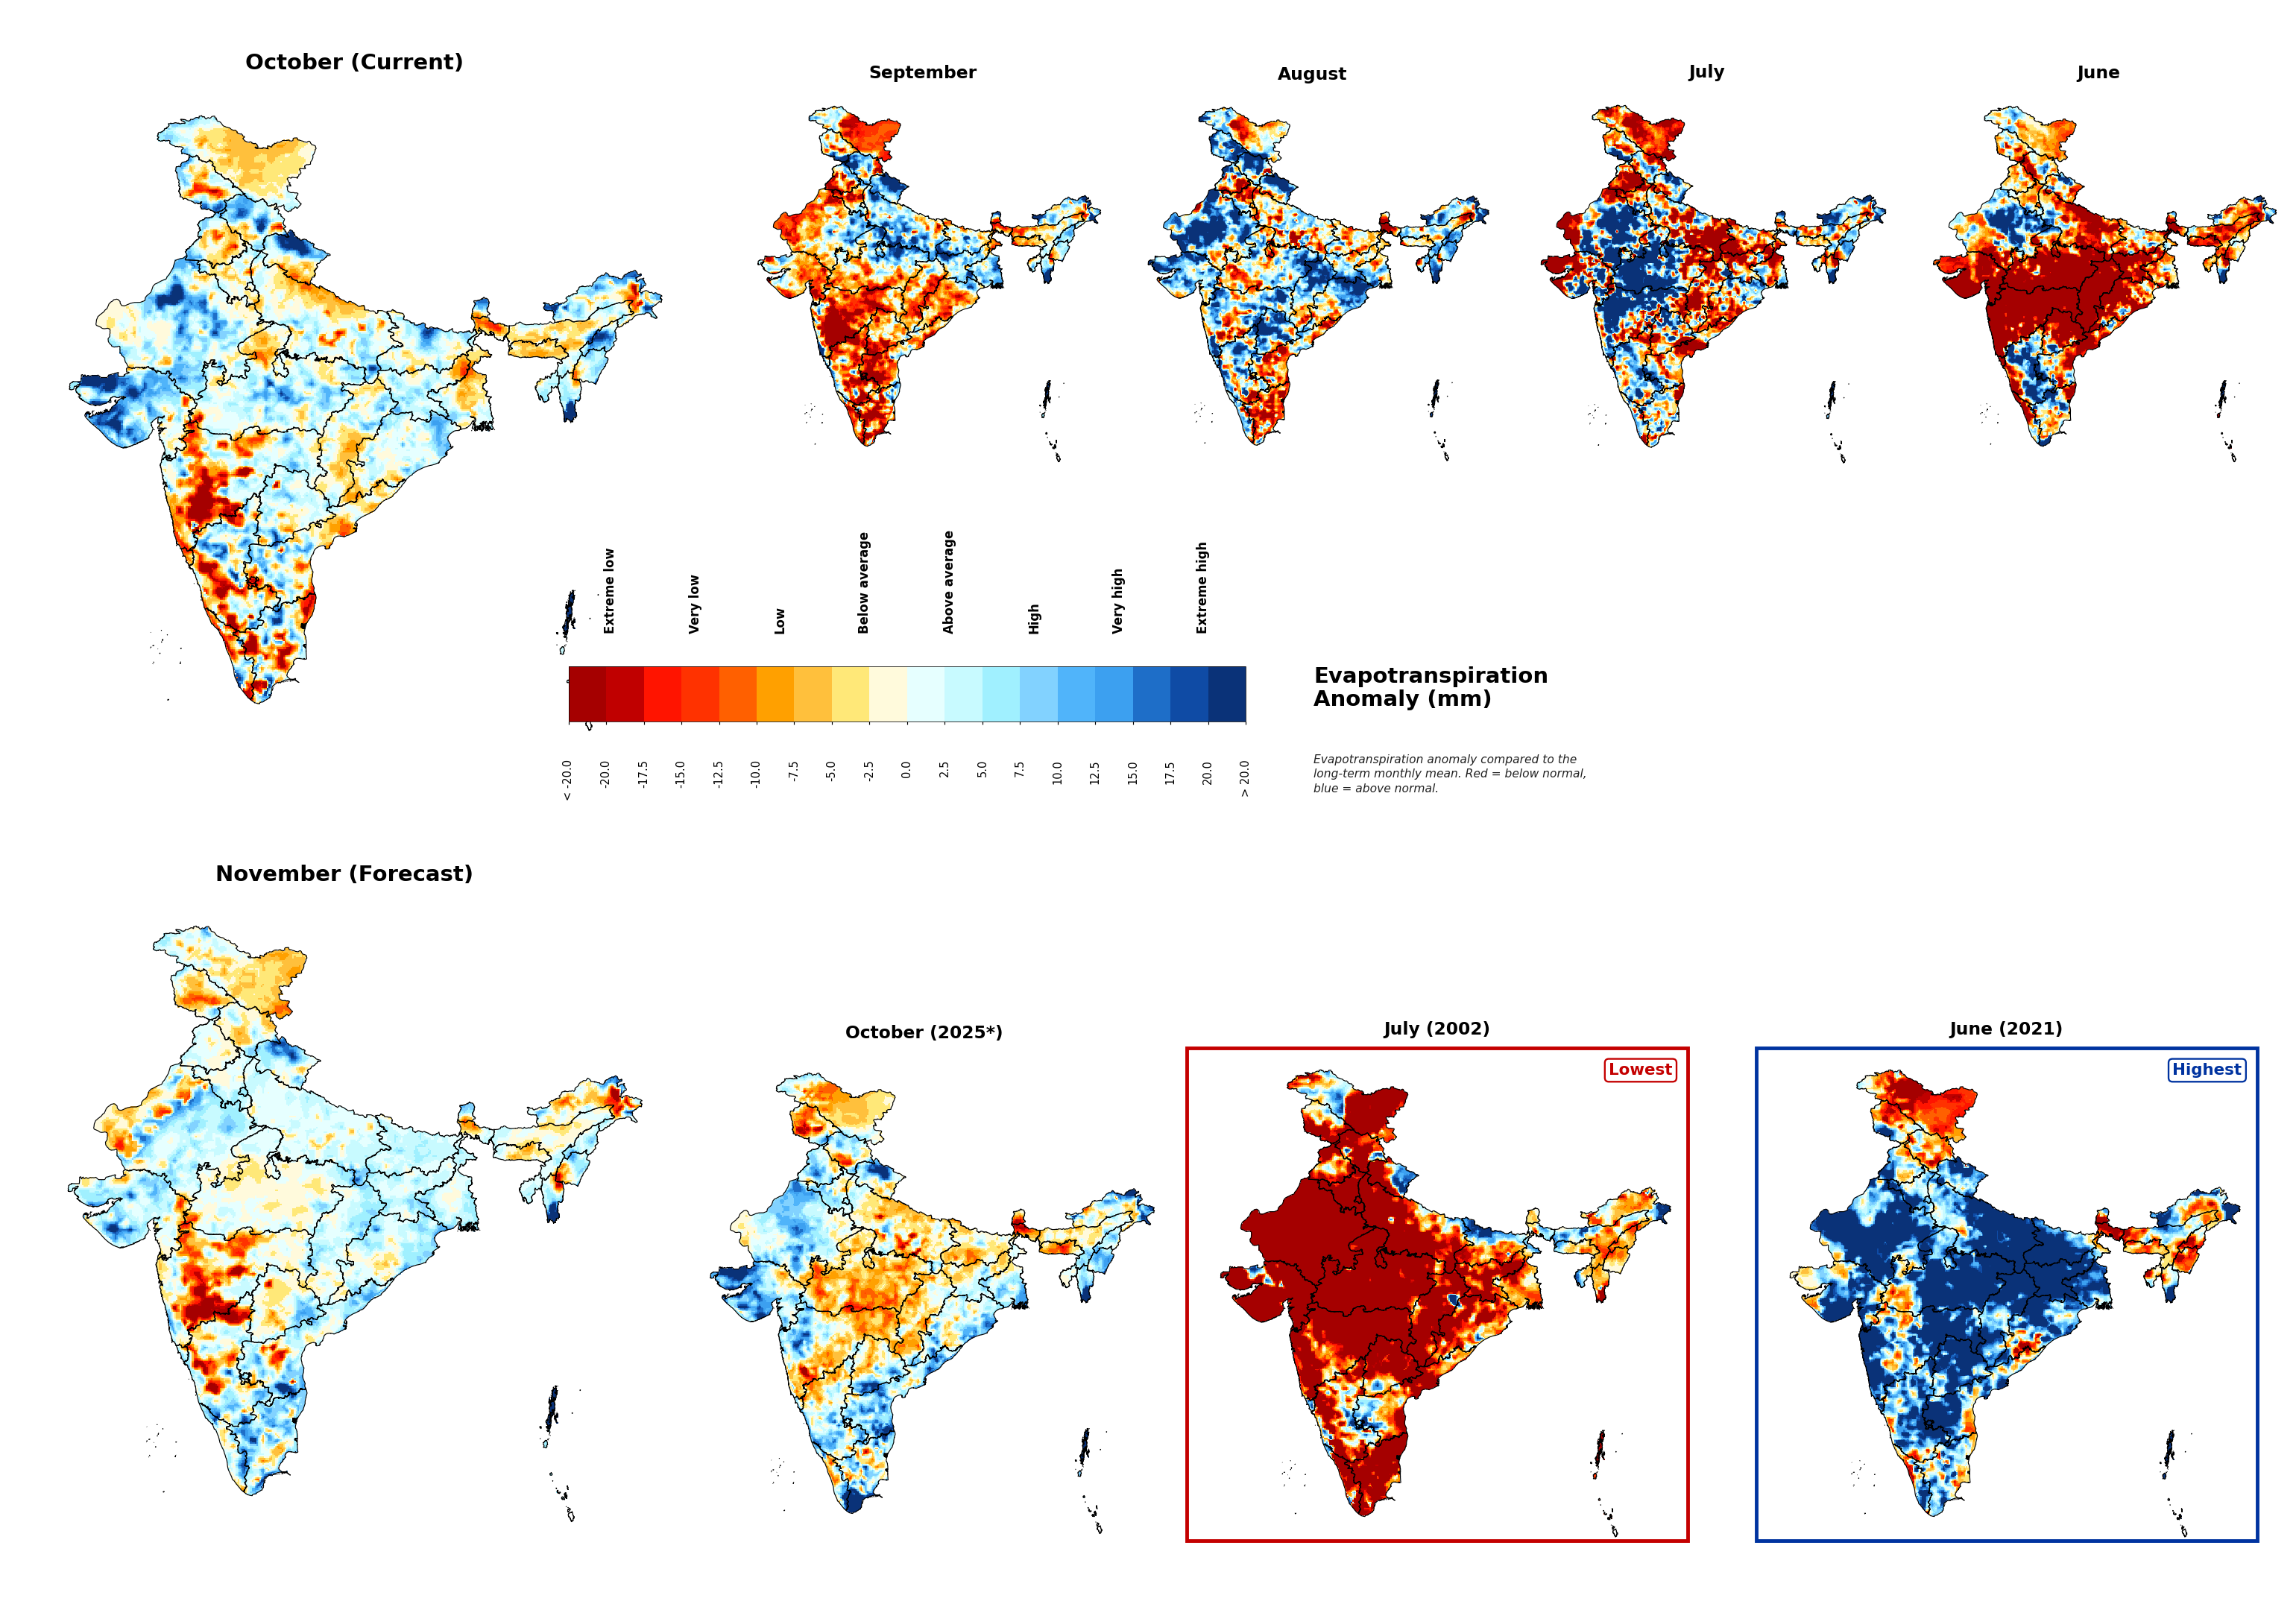 October (Current)
September
August
July
June
Extreme low
Very low
Low
Below average
Above average
High
Very high
Extreme high
< -20.0
-20.0
-17.5
-15.0
-12.5
-10.0
-7.5
-5.0
-2.5
0.0
2.5
5.0
7.5
10.0
12.5
15.0
17.5
20.0
> 20.0
Evapotranspiration
Anomaly (mm)
Evapotranspiration anomaly compared to the
long-term monthly mean. Red = below normal,
blue = above normal.
November (Forecast)
October (2025*)
July (2002)
Lowest
June (2021)
Highest